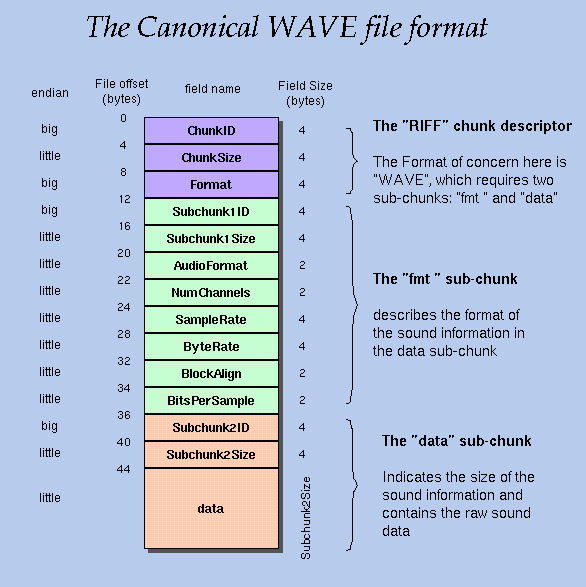 The Canonical WAVE file format
endian
File offset
(bytes)
field name
Field Size
(bytes)
0
big
ChunkID
4
4
little
ChunkSize
4
8
big
Format
4
12
big
Subchunk1ID
4
16
little
Subchunk1Size
4
20
little
AudioFormat
2
22
little
NumChannels
2
24
little
SampleRate
4
28
little
ByteRate
4
32
little
BlockAlign
2
34
little
BitsPerSample
2
36
big
Subchunk2ID
4
40
little
Subchunk2Size
4
44
little
data
Subchunk2Size
The "RIFF" chunk descriptor
The Format of concern here is
"WAVE", which requires two
sub-chunks: "fmt " and "data"
The "fmt" sub-chunk
describes the format of
the sound information in
the data sub-chunk
The "data" sub-chunk
Indicates the size of the
sound information and
contains the raw sound
data